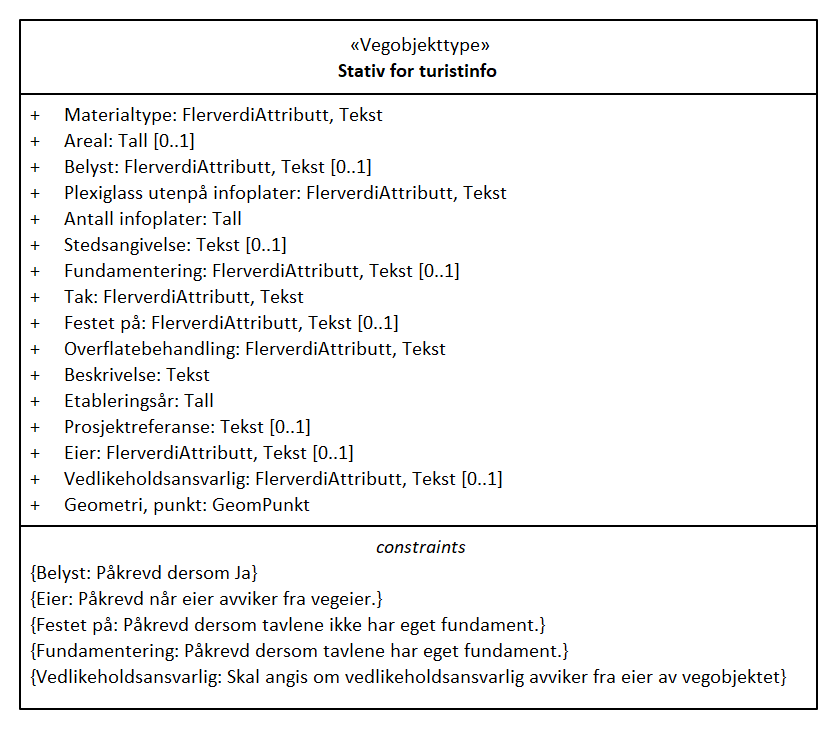 «Vegobjekttype»
Stativ for turistinfo
+ Materialtype: FlerverdiAttributt, Tekst
+ Areal: Tall [0..1]
+ Belyst: FlerverdiAttributt, Tekst [0..1]
+ Plexiglass utenpå infoplater: FlerverdiAttributt, Tekst
+ Antall infoplater: Tall
+ Stedsangivelse: Tekst [0..1]
+ Fundamentering: FlerverdiAttributt, Tekst [0..1]
+ Tak: FlerverdiAttributt, Tekst
+ Festet på: FlerverdiAttributt, Tekst [0..1]
+ Overflatebehandling: FlerverdiAttributt, Tekst
+ Beskrivelse: Tekst
+ Etableringsår: Tall
+ Prosjektreferanse: Tekst [0..1]
+ Eier: FlerverdiAttributt, Tekst [0..1]
+ Vedlikeholdsansvarlig: FlerverdiAttributt, Tekst [0..1]
+ Geometri, punkt: GeomPunkt
constraints
{Belyst: Påkrevd dersom Ja}
{Eier: Påkrevd når eier avviker fra vegeier.}
{Festet på: Påkrevd dersom tavlene ikke har eget fundament.}
{Fundamentering: Påkrevd dersom tavlene har eget fundament.}
{Vedlikeholdsansvarlig: Skal angis om vedlikeholdsansvarlig avviker fra eier av vegobjektet}